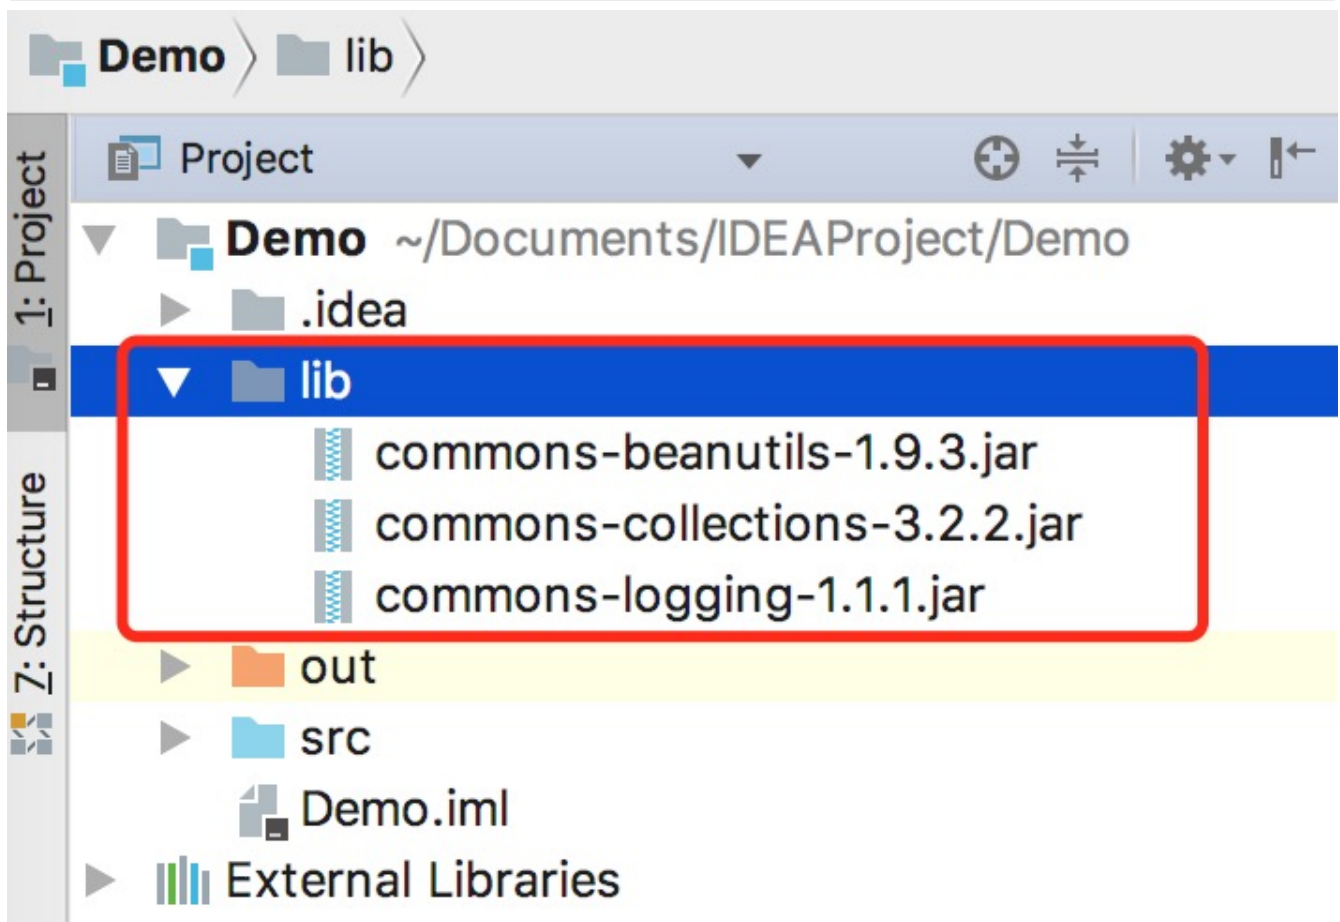 Demo lib
Project
1: Project
Demo ~/Documents/IDEAProject/Demo
.idea
lib
commons-beanutils-1.9.3.jar
commons-collections-3.2.2.jar
commons-logging-1.1.1.jar
7: Structure
out
src
Demo.iml
External Libraries